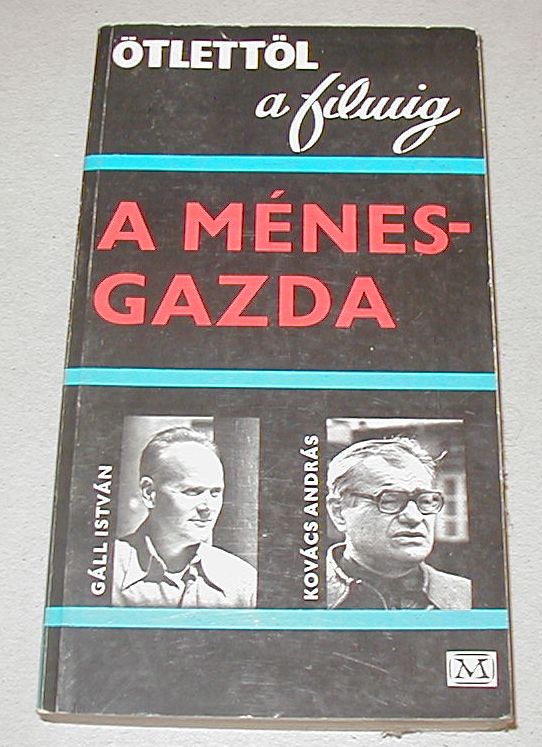 ÖTLETTŐL
a filmig
A MÉNES-
GAZDA
GÁLL ISTVÁN
KOVÁCS ANDRÁS
M